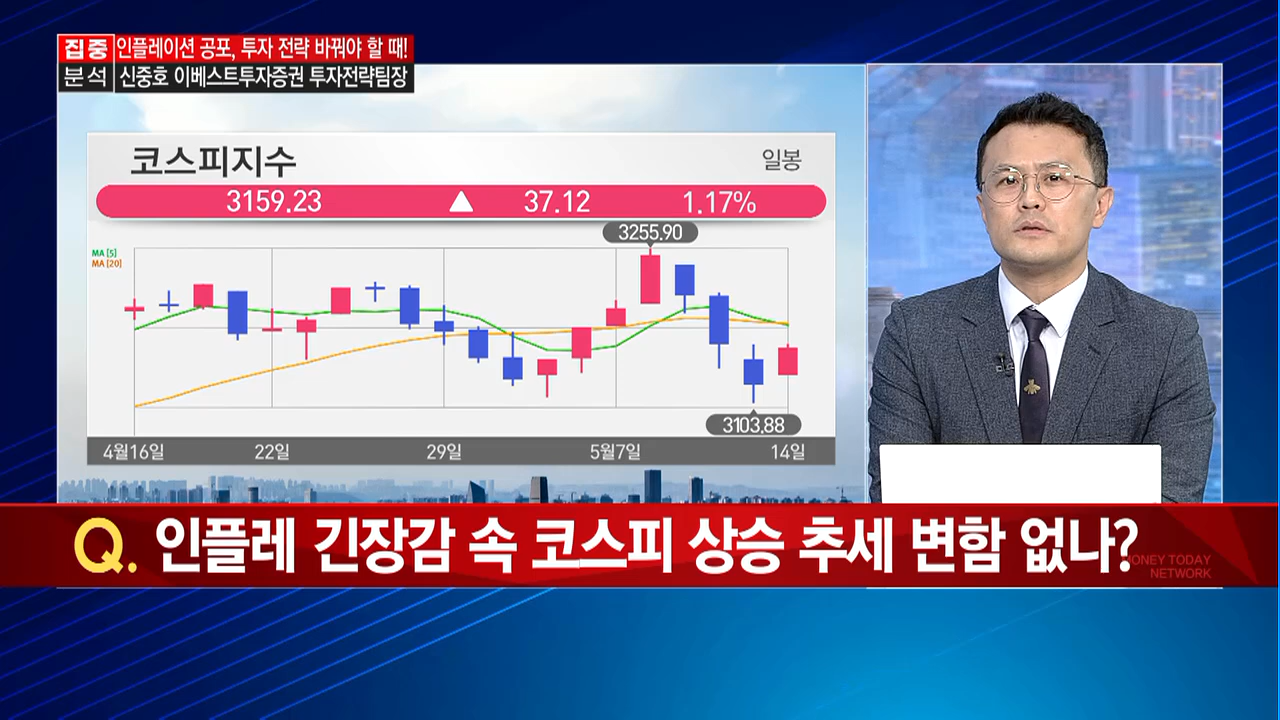 집중 인플레이션 공포, 투자 전략 바꿔야 할 때!
분석 신중호 이베스트투자증권 투자전략팀장
코스피지수 일봉
3159.23 ▲ 37.12 1.17%
3255.90
MA [5]
MA [20]
3103.88
4월16일 22일 29일 5월7일 14일
Q. 인플레 긴장감 속 코스피 상승 추세 변함 없나?
MONEY TODAY
NETWORK